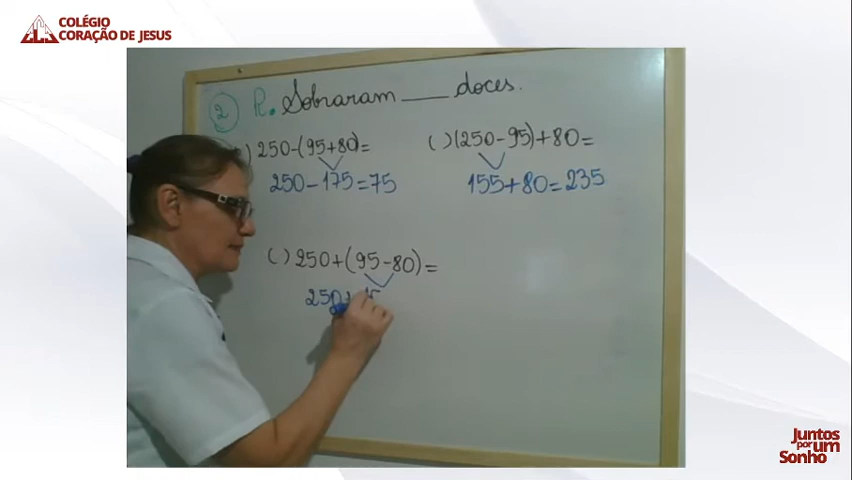 COLÉGIO
CORAÇÃO DE JESUS
2 R. Sobraram ____ doces.
) 250-(95+80)=
250-175=75
( ) (250-95)+80=
155+80=235
( ) 250+(95-80)=
250+
Juntos
por um
Sonho